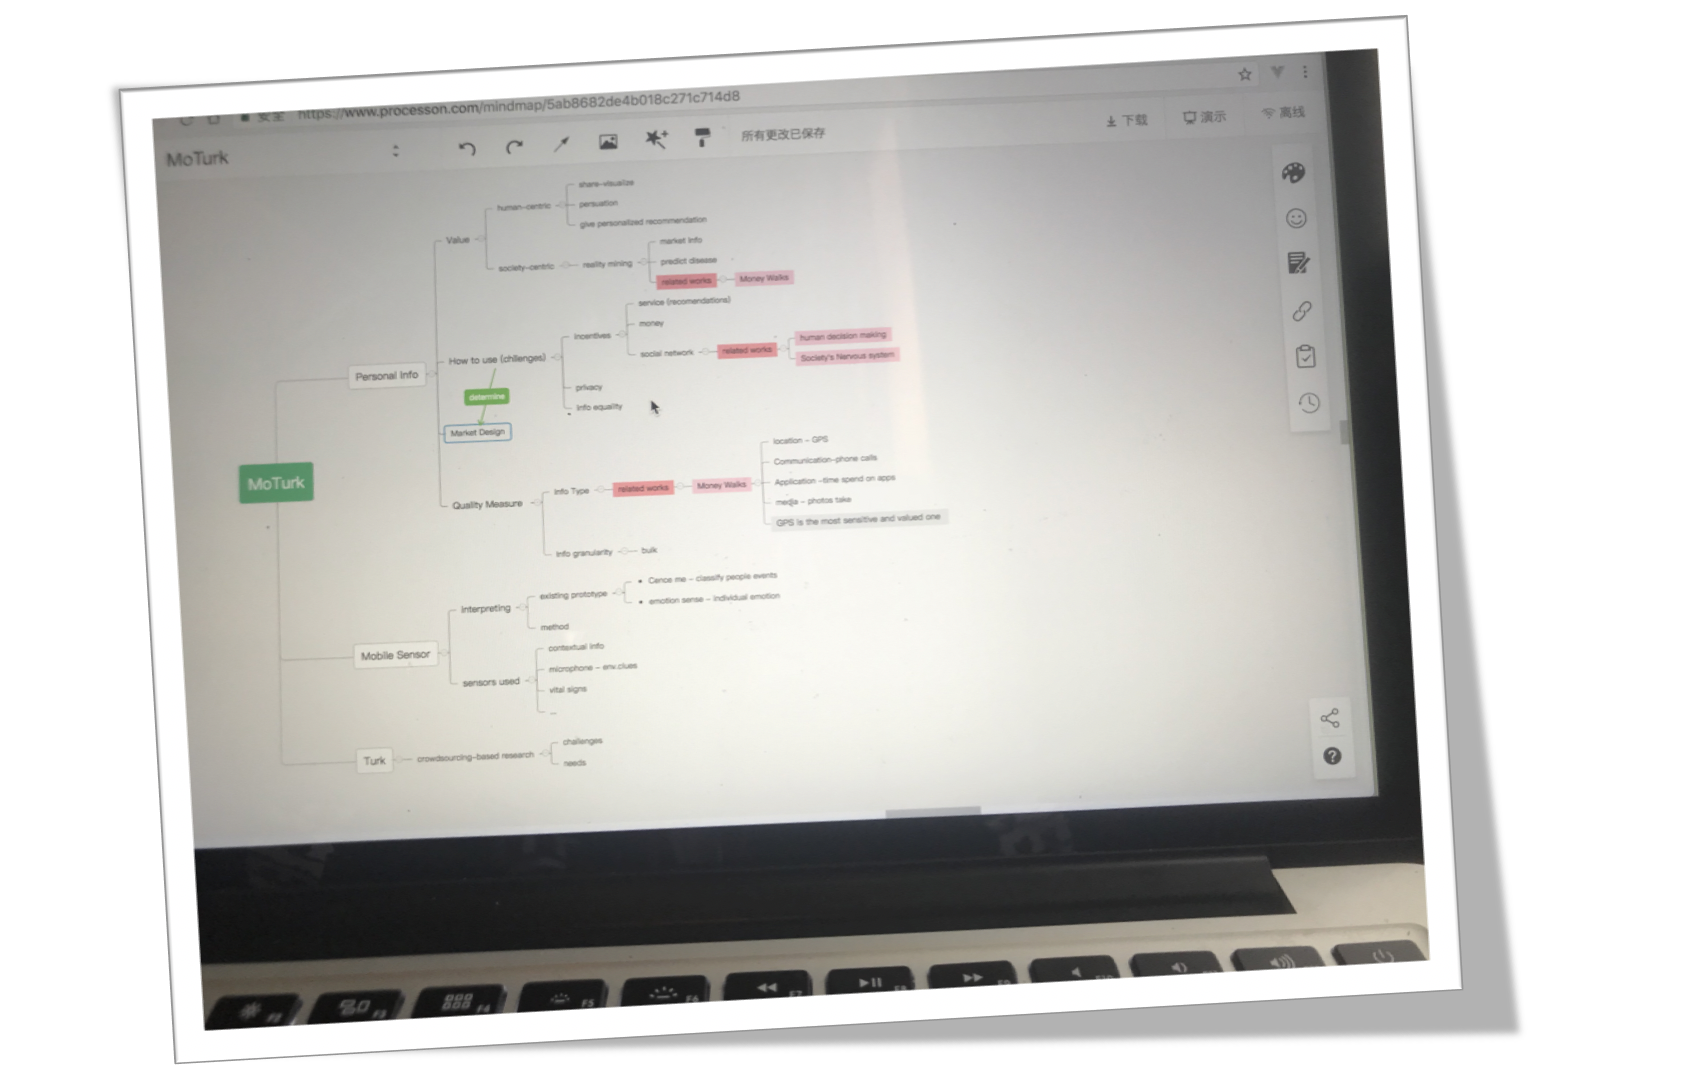 安全 https://www.processon.com/mindmap/5ab8682de4b018c271c714d8
MoTurk
所有更改已保存
下载
演示
离线
share-visualize
human-centric
persuation
give personalized recommendation
Value
market info
society-centric
reality mining
predict disease
related works
Money Walks
service (recomendations)
incentives
money
human decision making
social network
related works
Society's Nervous system
How to use (chllenges)
Personal Info
privacy
info equality
determine
Market Design
location - GPS
Communication-phone calls
MoTurk
Info Type
related works
Money Walks
Application -time spend on apps
Quality Measure
media - photos take
GPS is the most sensitive and valued one
info granularity
bulk
Cence me - classify people events
interpreting
existing prototype
emotion sense - individual emotion
method
Mobile Sensor
contextual info
microphone - env.clues
sensors used
vital signs
...
challenges
Turk
crowdsourcing-based research
needs
F2
F3
F4
F5
F6
F7